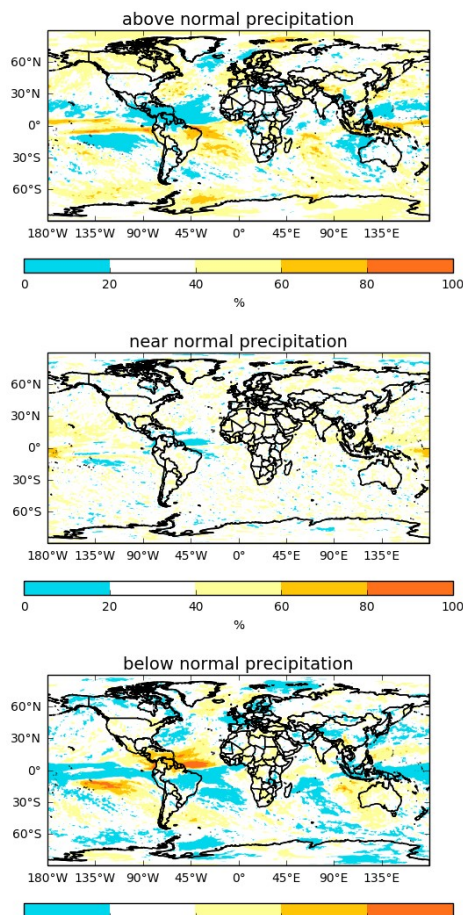 above normal precipitation
60°N
30°N
0°
30°S
60°S
180°W 135°W 90°W 45°W 0° 45°E 90°E 135°E
0 20 40 60 80 100
%
near normal precipitation
60°N
30°N
0°
30°S
60°S
180°W 135°W 90°W 45°W 0° 45°E 90°E 135°E
0 20 40 60 80 100
%
below normal precipitation
60°N
30°N
0°
30°S
60°S
180°W 135°W 90°W 45°W 0° 45°E 90°E 135°E